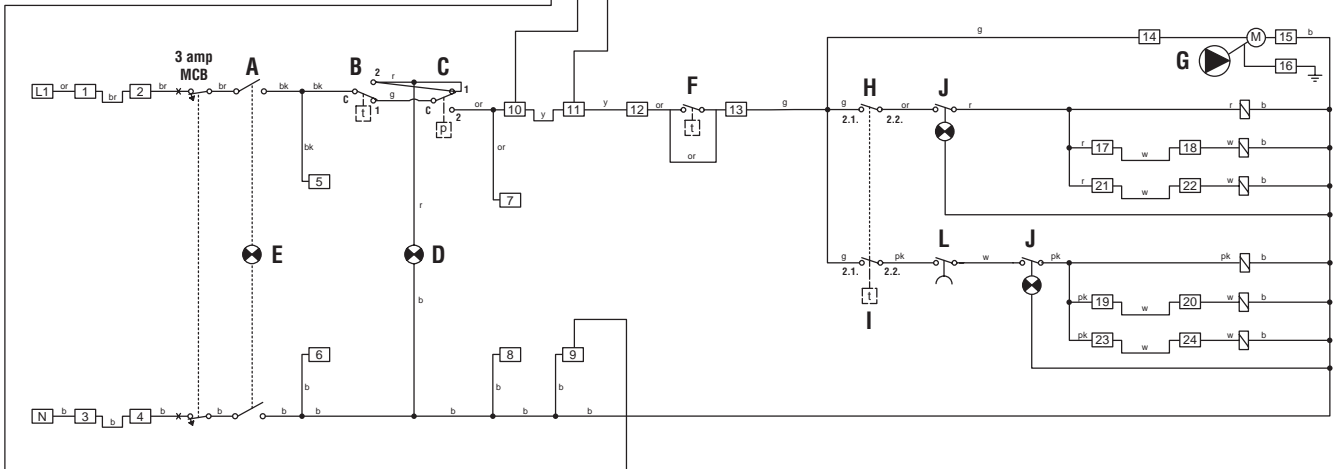 g 14 M 15 b
G 16
3 amp
MCB
A B 2 r C 1 F H J
L1 or 1 br 2 br br bk bk C t g 1 C p 2 or 10 y 11 y 12 or t 13 g g 2.1. 2.2. or r r b
or
bk or
r 17 w 18 w b
5 7
r 21 w 22 w b
r
E D
L J
g 2.1. 2.2. pk w pk pk b
t
I
b
pk 19 w 20 w b
pk 23 w 24 w b
6 8 9
b b b
N b 3 b 4 b b b b b b b